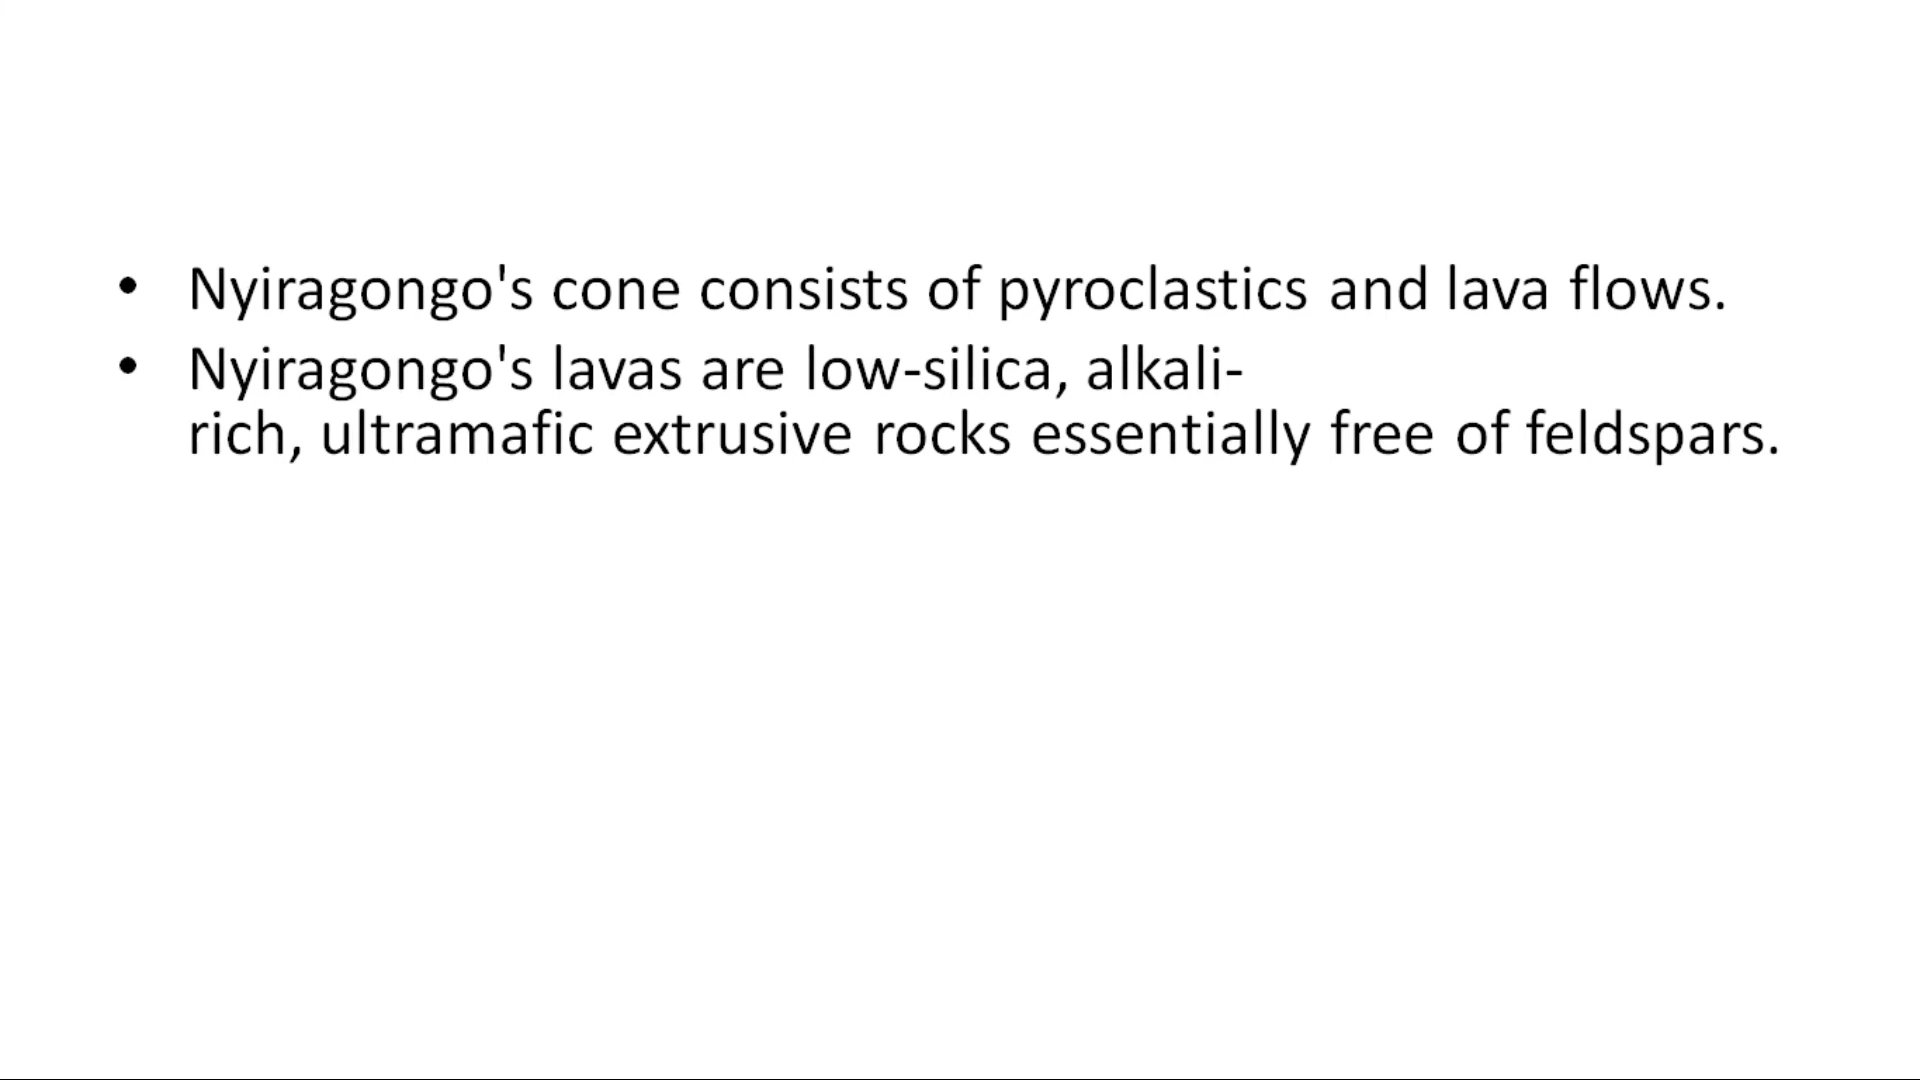 • Nyiragongo's cone consists of pyroclastics and lava flows.
• Nyiragongo's lavas are low-silica, alkali-
rich, ultramafic extrusive rocks essentially free of feldspars.